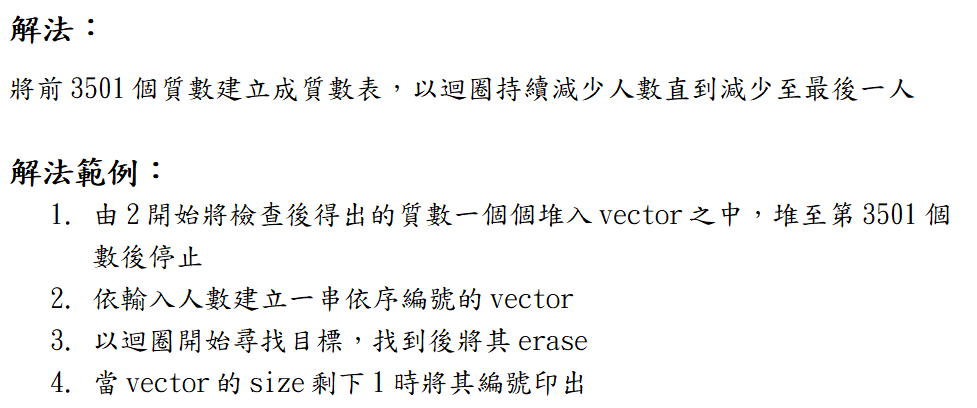 解法：
將前 3501 個質數建立成質數表，以迴圈持續減少人數直到減少至最後一人
解法範例：
1. 由 2 開始將檢查後得出的質數一個個堆入 vector 之中，堆至第 3501 個
數後停止
2. 依輸入人數建立一串依序編號的 vector
3. 以迴圈開始尋找目標，找到後將其 erase
4. 當 vector 的 size 剩下 1 時將其編號印出